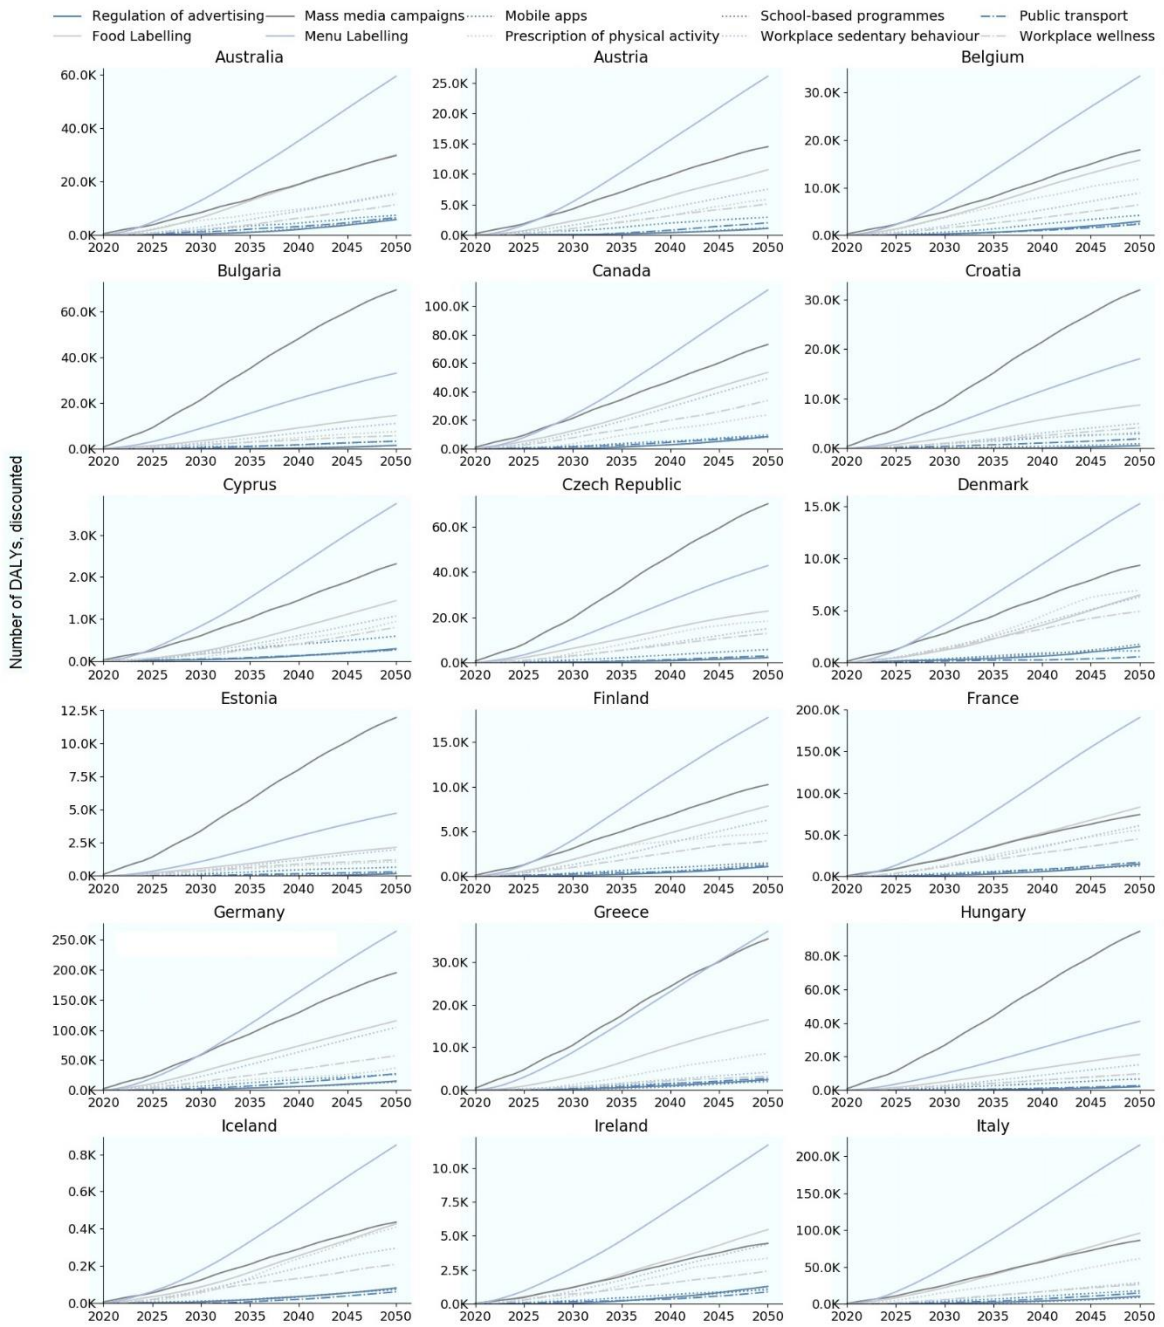 Regulation of advertising Mass media campaigns Mobile apps School-based programmes Public transport
Food Labelling Menu Labelling Prescription of physical activity Workplace sedentary behaviour Workplace wellness
Number of DALYs, discounted
Australia
60.0K
40.0K
20.0K
0.0K
2020 2025 2030 2035 2040 2045 2050
Austria
25.0K
20.0K
15.0K
10.0K
5.0K
0.0K
2020 2025 2030 2035 2040 2045 2050
Belgium
30.0K
20.0K
10.0K
0.0K
2020 2025 2030 2035 2040 2045 2050
Bulgaria
60.0K
40.0K
20.0K
0.0K
2020 2025 2030 2035 2040 2045 2050
Canada
100.0K
80.0K
60.0K
40.0K
20.0K
0.0K
2020 2025 2030 2035 2040 2045 2050
Croatia
30.0K
20.0K
10.0K
0.0K
2020 2025 2030 2035 2040 2045 2050
Cyprus
3.0K
2.0K
1.0K
0.0K
2020 2025 2030 2035 2040 2045 2050
Czech Republic
60.0K
40.0K
20.0K
0.0K
2020 2025 2030 2035 2040 2045 2050
Denmark
15.0K
10.0K
5.0K
0.0K
2020 2025 2030 2035 2040 2045 2050
Estonia
12.5K
10.0K
7.5K
5.0K
2.5K
0.0K
2020 2025 2030 2035 2040 2045 2050
Finland
15.0K
10.0K
5.0K
0.0K
2020 2025 2030 2035 2040 2045 2050
France
200.0K
150.0K
100.0K
50.0K
0.0K
2020 2025 2030 2035 2040 2045 2050
Germany
250.0K
200.0K
150.0K
100.0K
50.0K
0.0K
2020 2025 2030 2035 2040 2045 2050
Greece
30.0K
20.0K
10.0K
0.0K
2020 2025 2030 2035 2040 2045 2050
Hungary
80.0K
60.0K
40.0K
20.0K
0.0K
2020 2025 2030 2035 2040 2045 2050
Iceland
0.8K
0.6K
0.4K
0.2K
0.0K
2020 2025 2030 2035 2040 2045 2050
Ireland
10.0K
7.5K
5.0K
2.5K
0.0K
2020 2025 2030 2035 2040 2045 2050
Italy
200.0K
150.0K
100.0K
50.0K
0.0K
2020 2025 2030 2035 2040 2045 2050